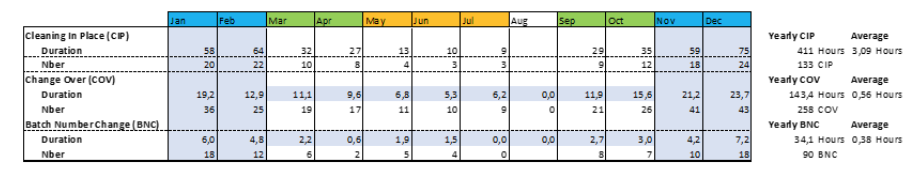 Jan Feb Mar Apr May Jun Jul Aug Sep Oct Nov Dec
Cleaning In Place (CIP) Yearly CIP Average
Duration 58 64 32 27 13 10 9 29 35 59 75 411 Hours 3,09 Hours
Nber 20 22 10 8 4 3 3 9 12 18 24 133 CIP
Change Over (COV) Yearly COV Average
Duration 19,2 12,9 11,1 9,6 6,8 5,3 6,2 0,0 11,9 15,6 21,2 23,7 143,4 Hours 0,56 Hours
Nber 36 25 19 17 11 10 9 0 21 26 41 43 258 COV
Batch Number Change (BNC) Yearly BNC Average
Duration 6,0 4,8 2,2 0,6 1,9 1,5 0,0 0,0 2,7 3,0 4,2 7,2 34,1 Hours 0,38 Hours
Nber 18 12 6 2 5 4 0 8 7 10 18 90 BNC